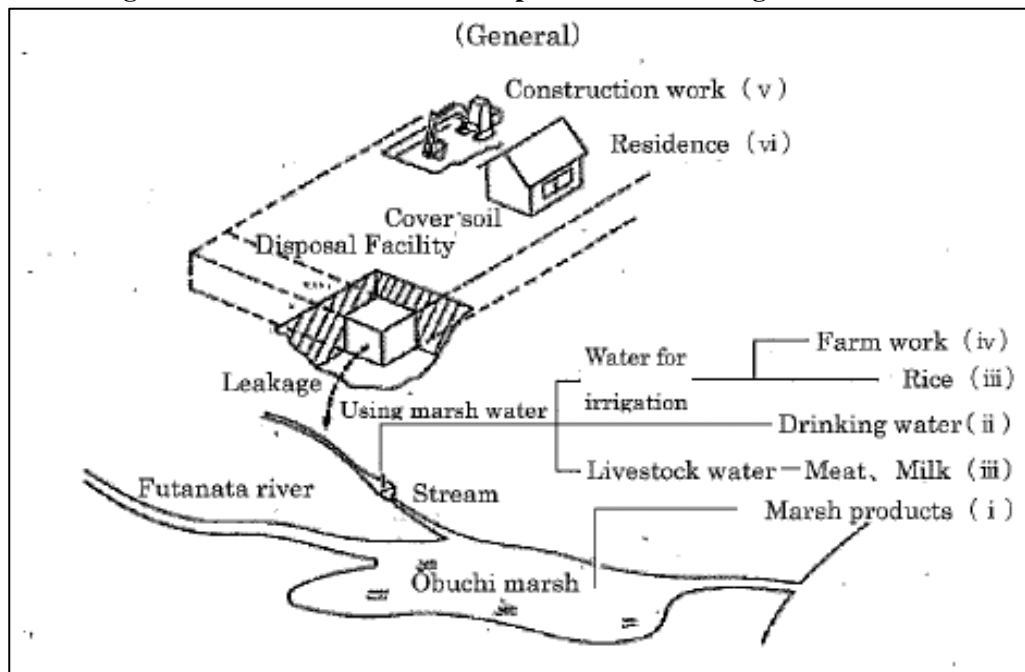 (General)
Construction work (v)
Residence (vi)
Cover soil
Disposal Facility
Leakage
Using marsh water
Water for
irrigation
Farm work (iv)
Rice (iii)
Drinking water (ii)
Livestock water — Meat、Milk (iii)
Futanata river
Stream
Marsh products (i)
Obuchi marsh